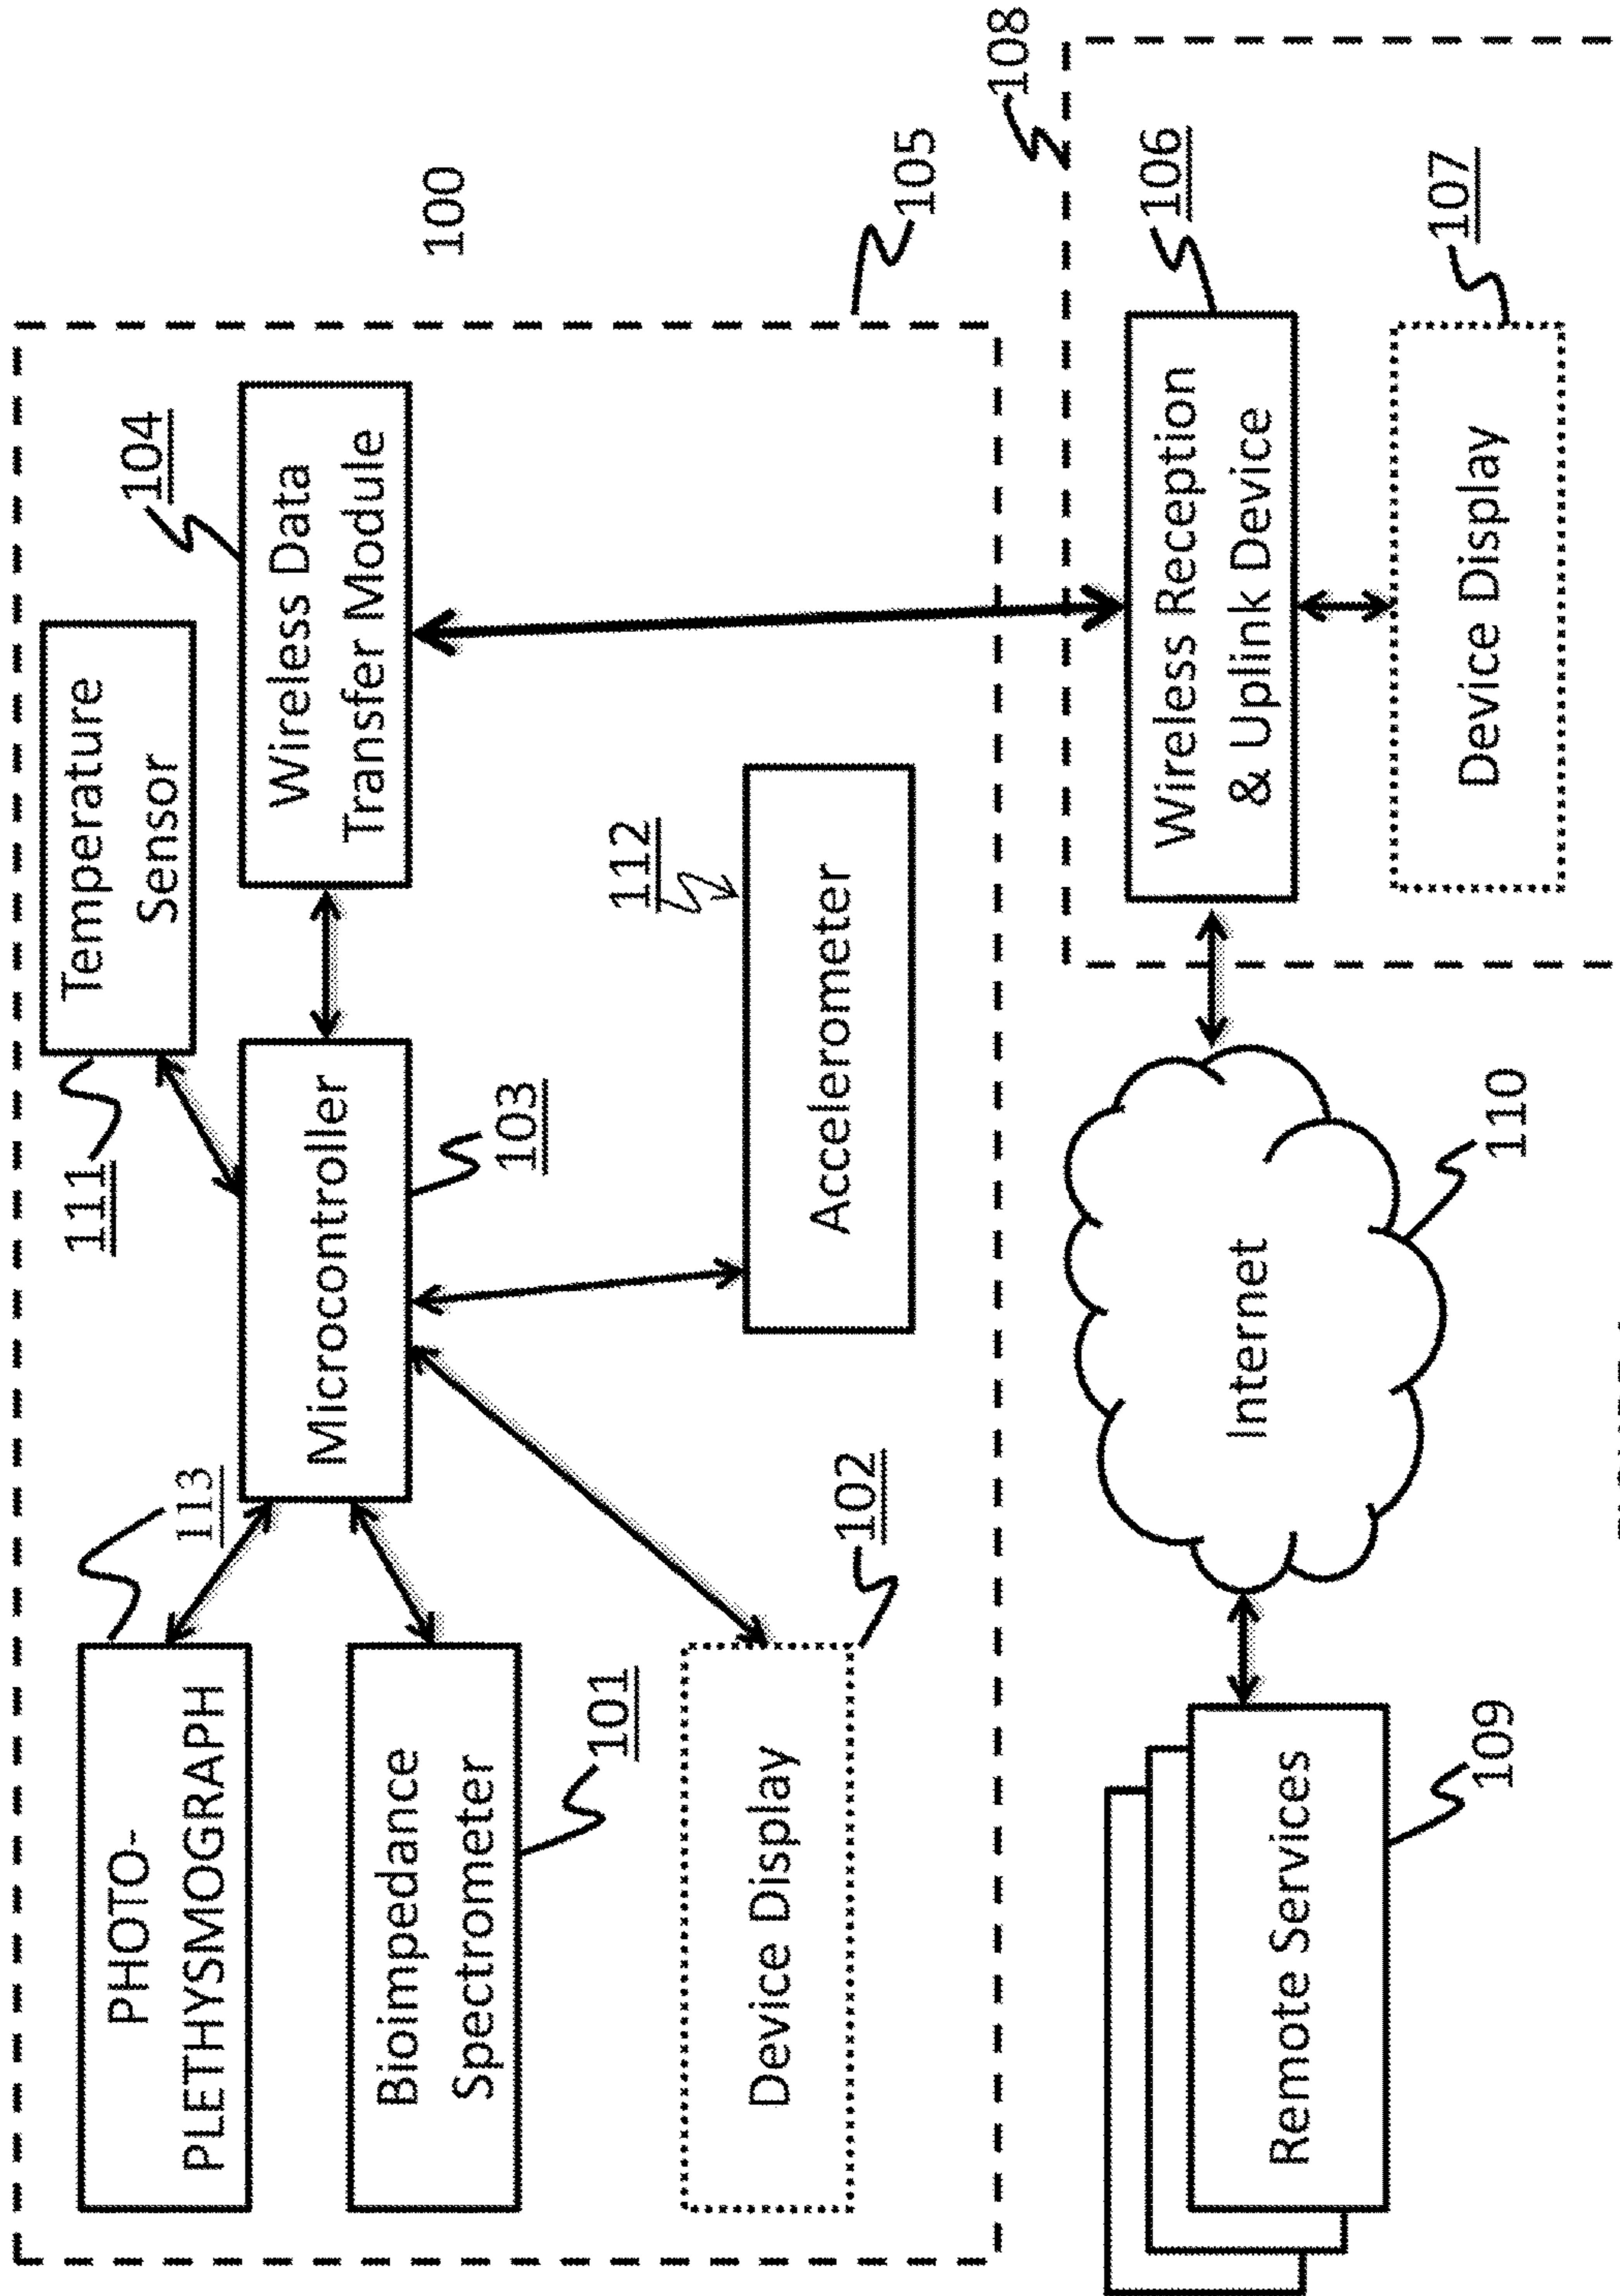 PHOTO-
PLETHYSMOGRAPH
113
Bioimpedance
Spectrometer
101
Device Display
102
111
Temperature
Sensor
Microcontroller
103
104
Wireless Data
Transfer Module
112
Accelerometer
100
105
108
Remote Services
109
Internet
110
Wireless Reception
& Uplink Device
106
Device Display
107